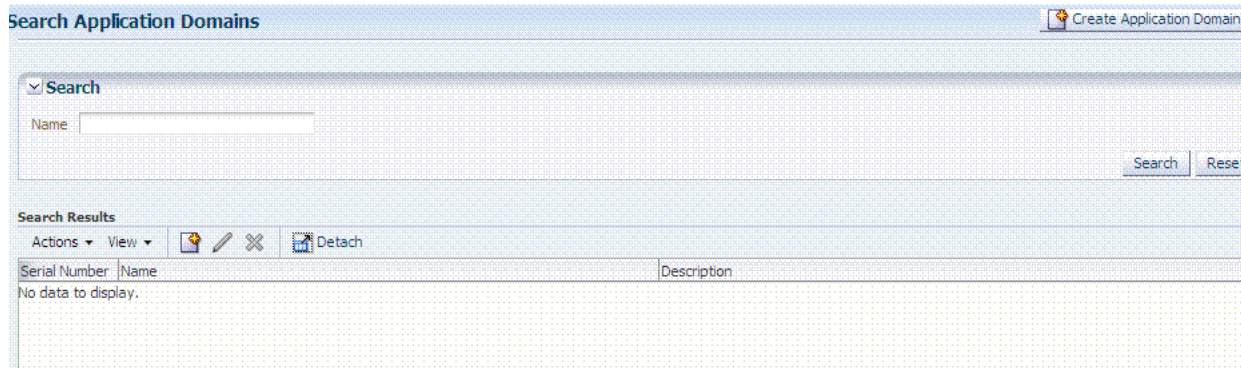 Search Application Domains
Create Application Domain
Search
Name
Search Reset
Search Results
Actions View Detach
Serial Number Name Description
No data to display.